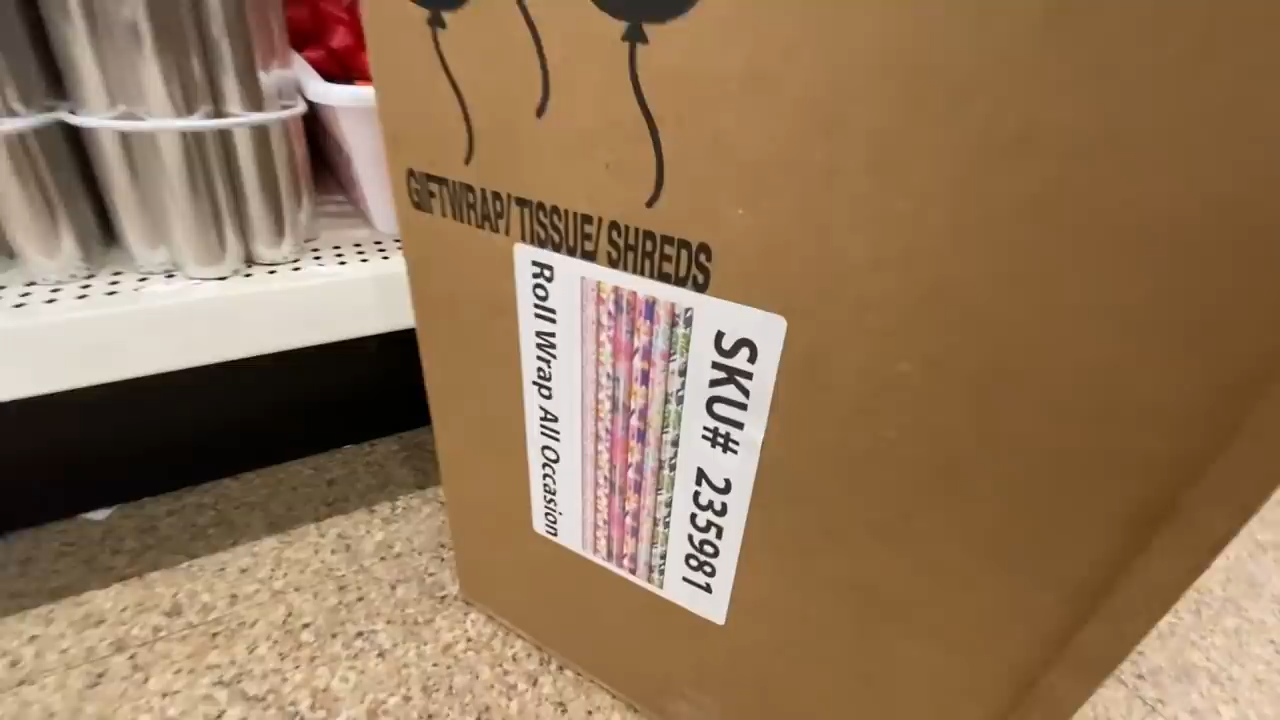 GIFTWRAP/ TISSUE/ SHREDS
SKU# 235981
Roll Wrap All Occasion